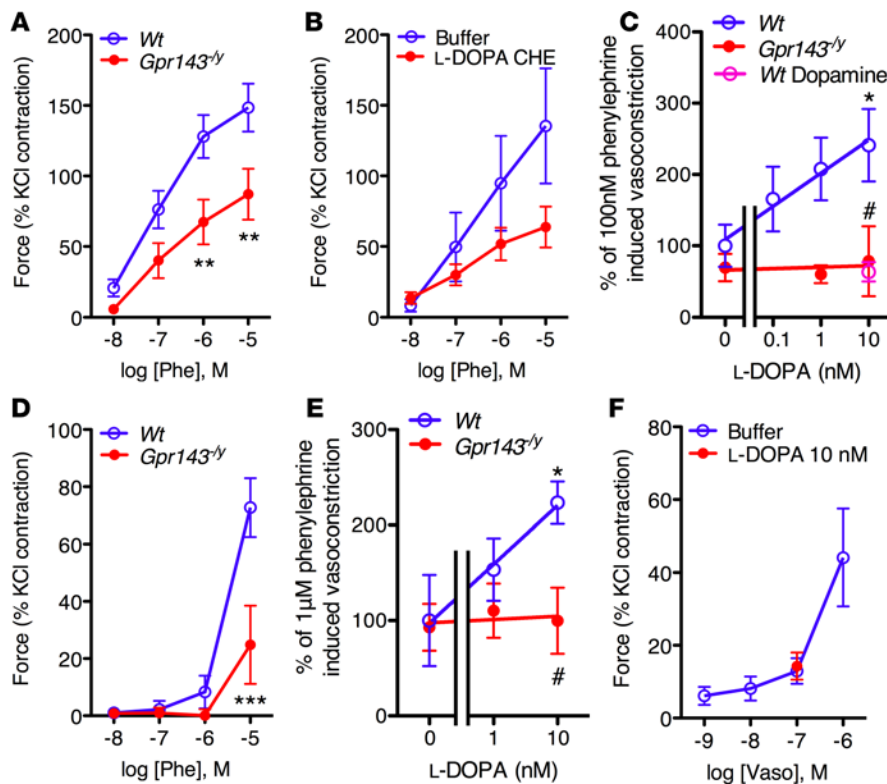 A
Wt
Gpr143-/y
Force (% KCl contraction)
200
150
100
50
0
**
**
-8 -7 -6 -5
log [Phe], M
B
Buffer
L-DOPA CHE
Force (% KCl contraction)
200
150
100
50
0
-8 -7 -6 -5
log [Phe], M
C
Wt
Gpr143-/y
Wt Dopamine
% of 100nM phenylephrine
induced vasoconstriction
400
300
200
100
0
*
#
0 0.1 1 10
L-DOPA (nM)
D
Wt
Gpr143-/y
Force (% KCl contraction)
100
80
60
40
20
0
***
-8 -7 -6 -5
log [Phe], M
E
Wt
Gpr143-/y
% of 1µM phenylephrine
induced vasoconstriction
300
200
100
0
*
#
0 1 10
L-DOPA (nM)
F
Buffer
L-DOPA 10 nM
Force (% KCl contraction)
80
60
40
20
0
-9 -8 -7 -6
log [Vaso], M